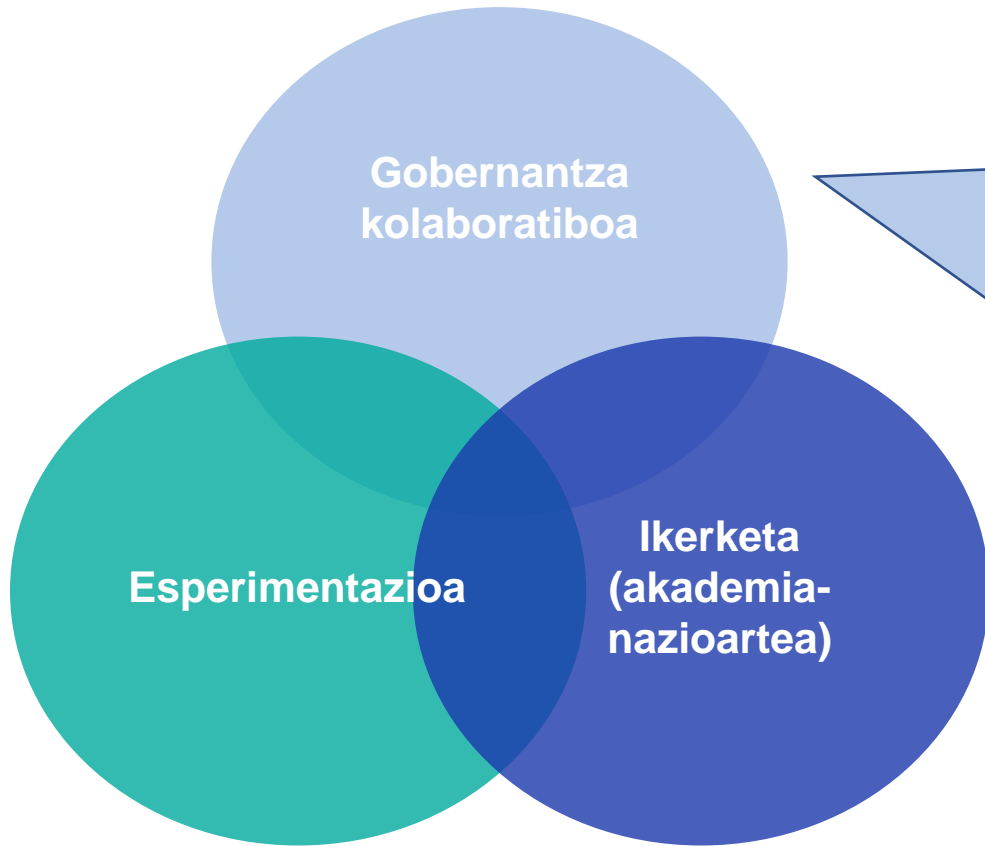 Gobernantza
kolaboratiboa
Esperimentazioa
Ikerketa
(akademia-
nazioartea)